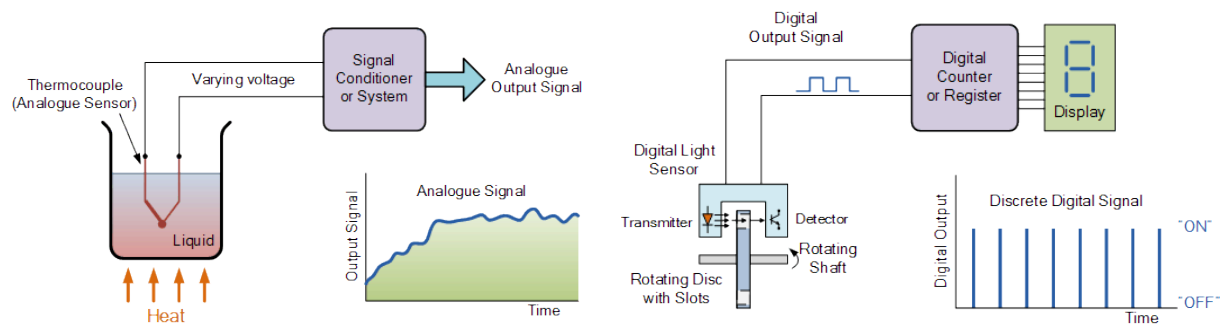 Thermocouple
(Analogue Sensor)
Varying voltage
Signal
Conditioner
or System
Analogue
Output Signal
Liquid
Heat
Output Signal
Analogue Signal
Time
Digital
Output Signal
Digital
Counter
or Register
Display
Digital Light
Sensor
Transmitter
Detector
Rotating
Shaft
Rotating Disc
with Slots
Digital Output
Discrete Digital Signal
"ON"
"OFF"
Time